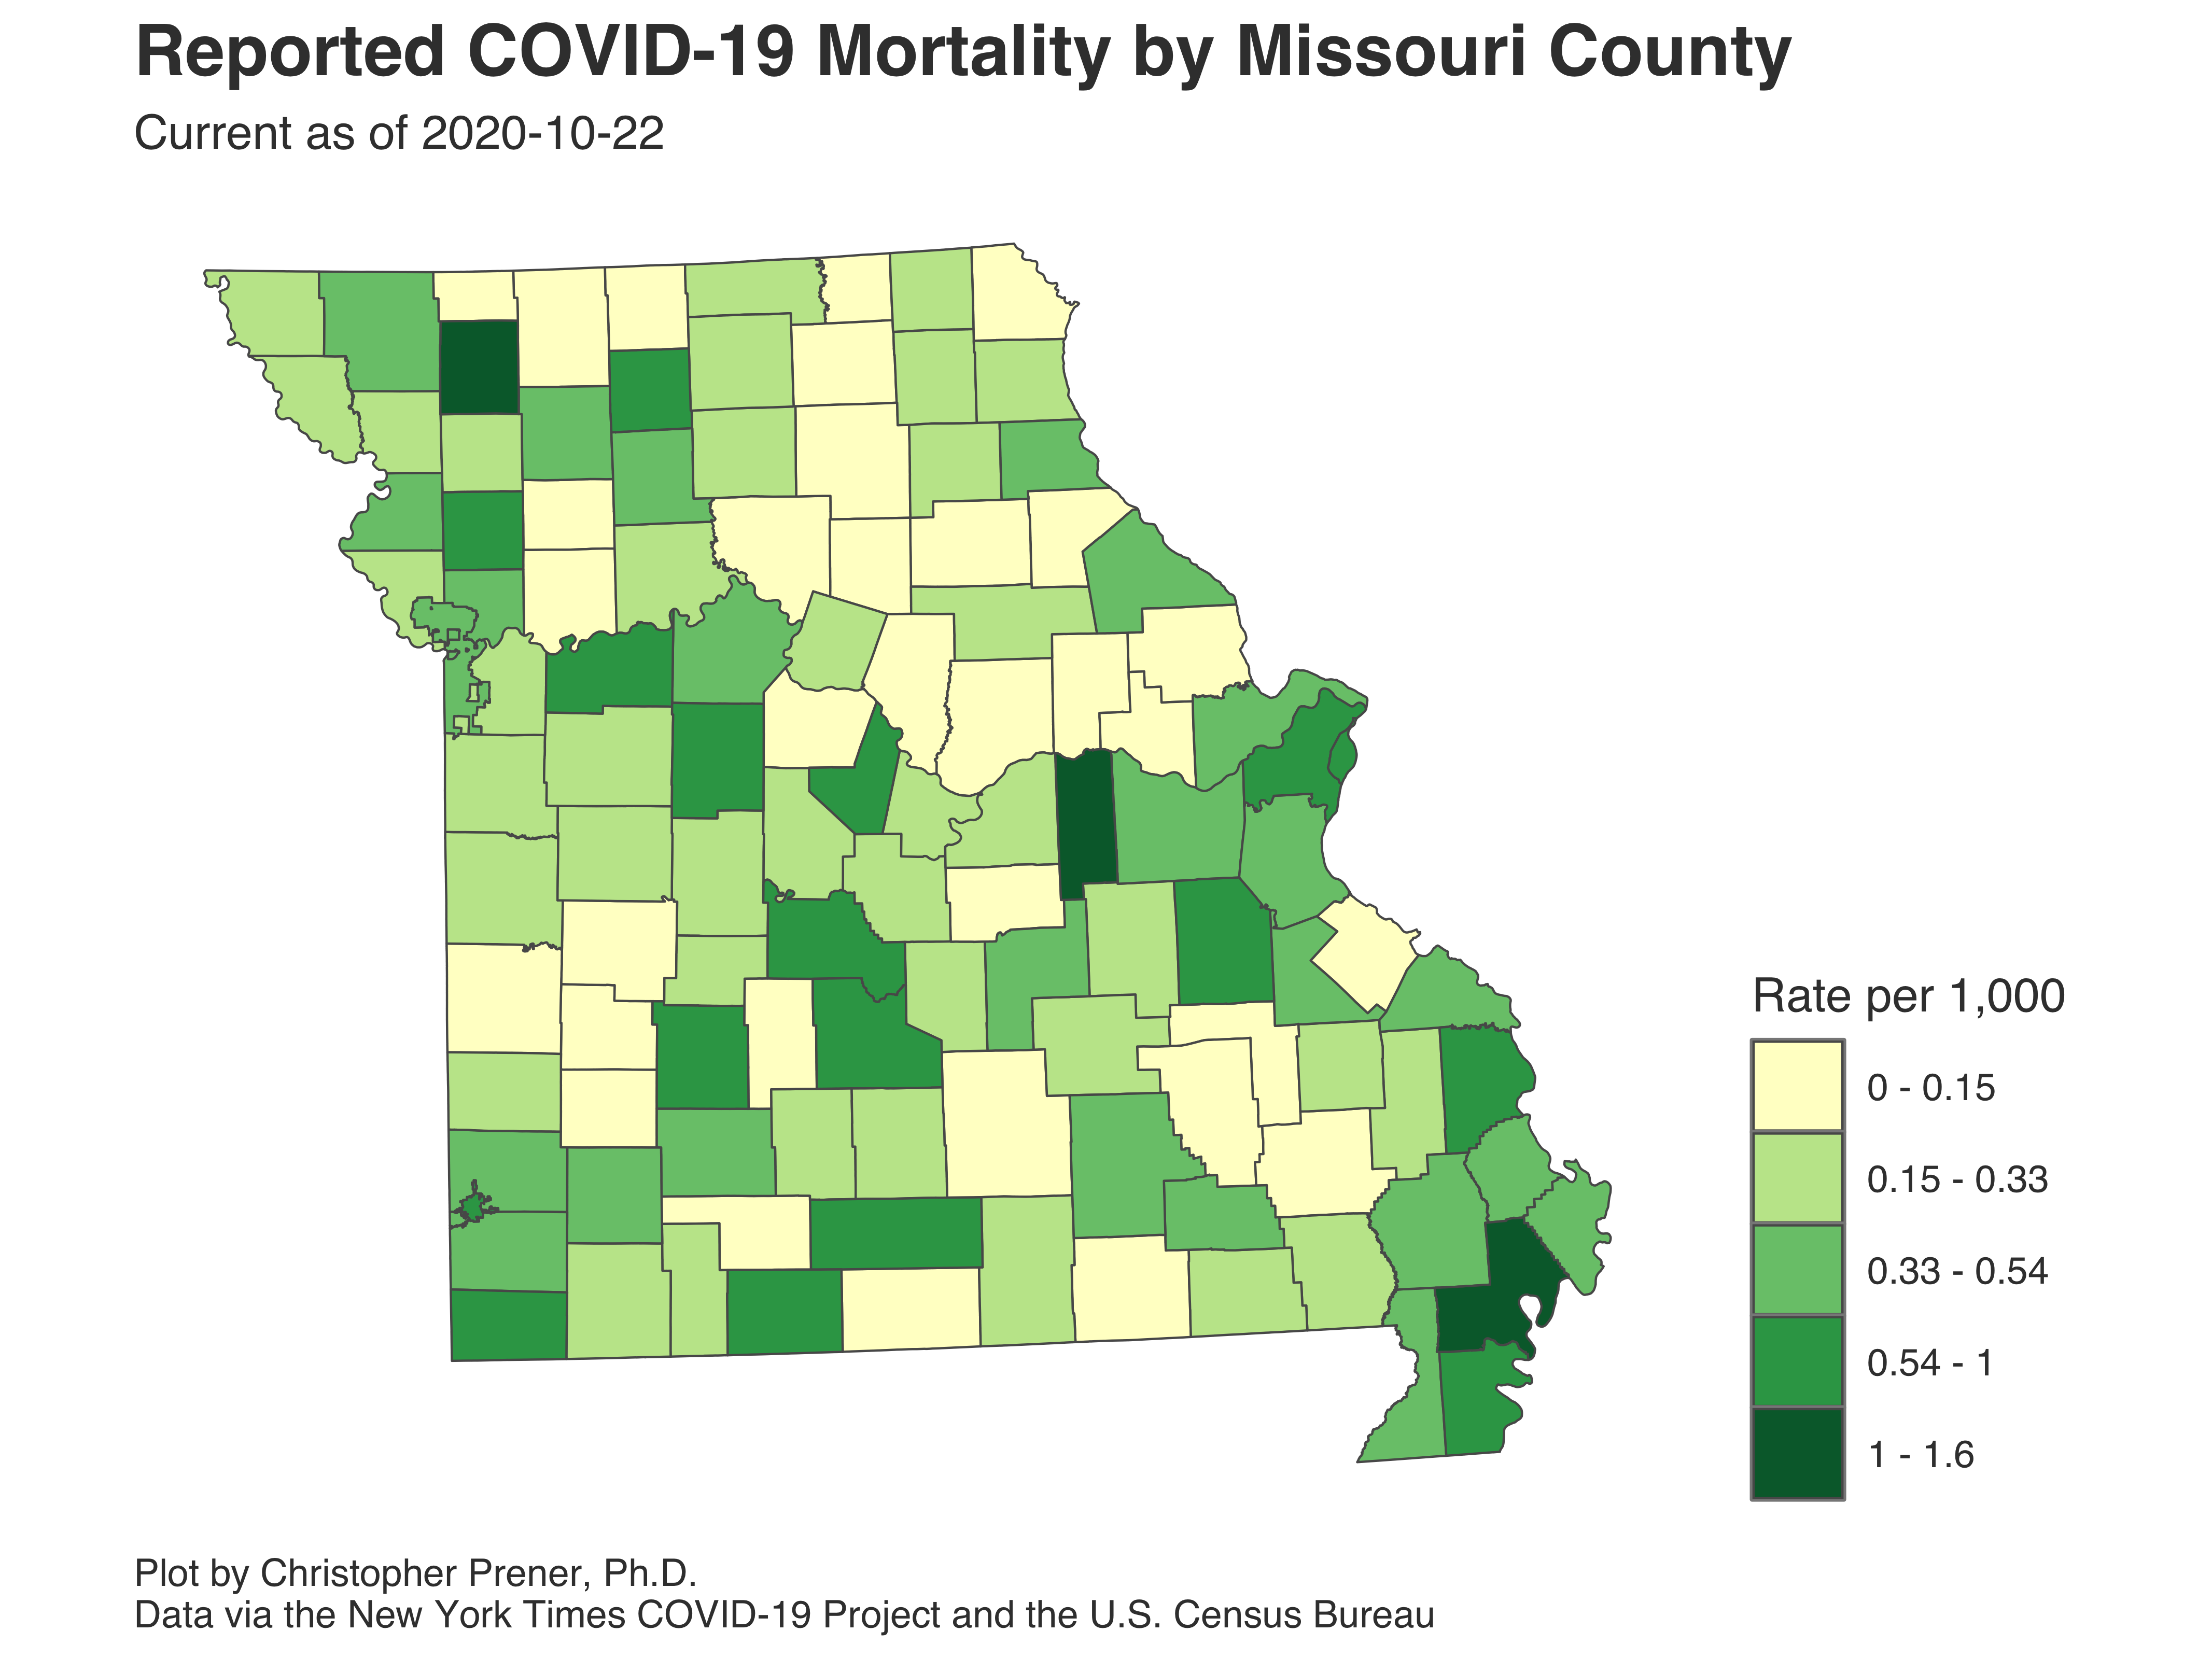 Reported COVID-19 Mortality by Missouri County
Current as of 2020-10-22
Rate per 1,000
0 - 0.15
0.15 - 0.33
0.33 - 0.54
0.54 - 1
1 - 1.6
Plot by Christopher Prener, Ph.D.
Data via the New York Times COVID-19 Project and the U.S. Census Bureau